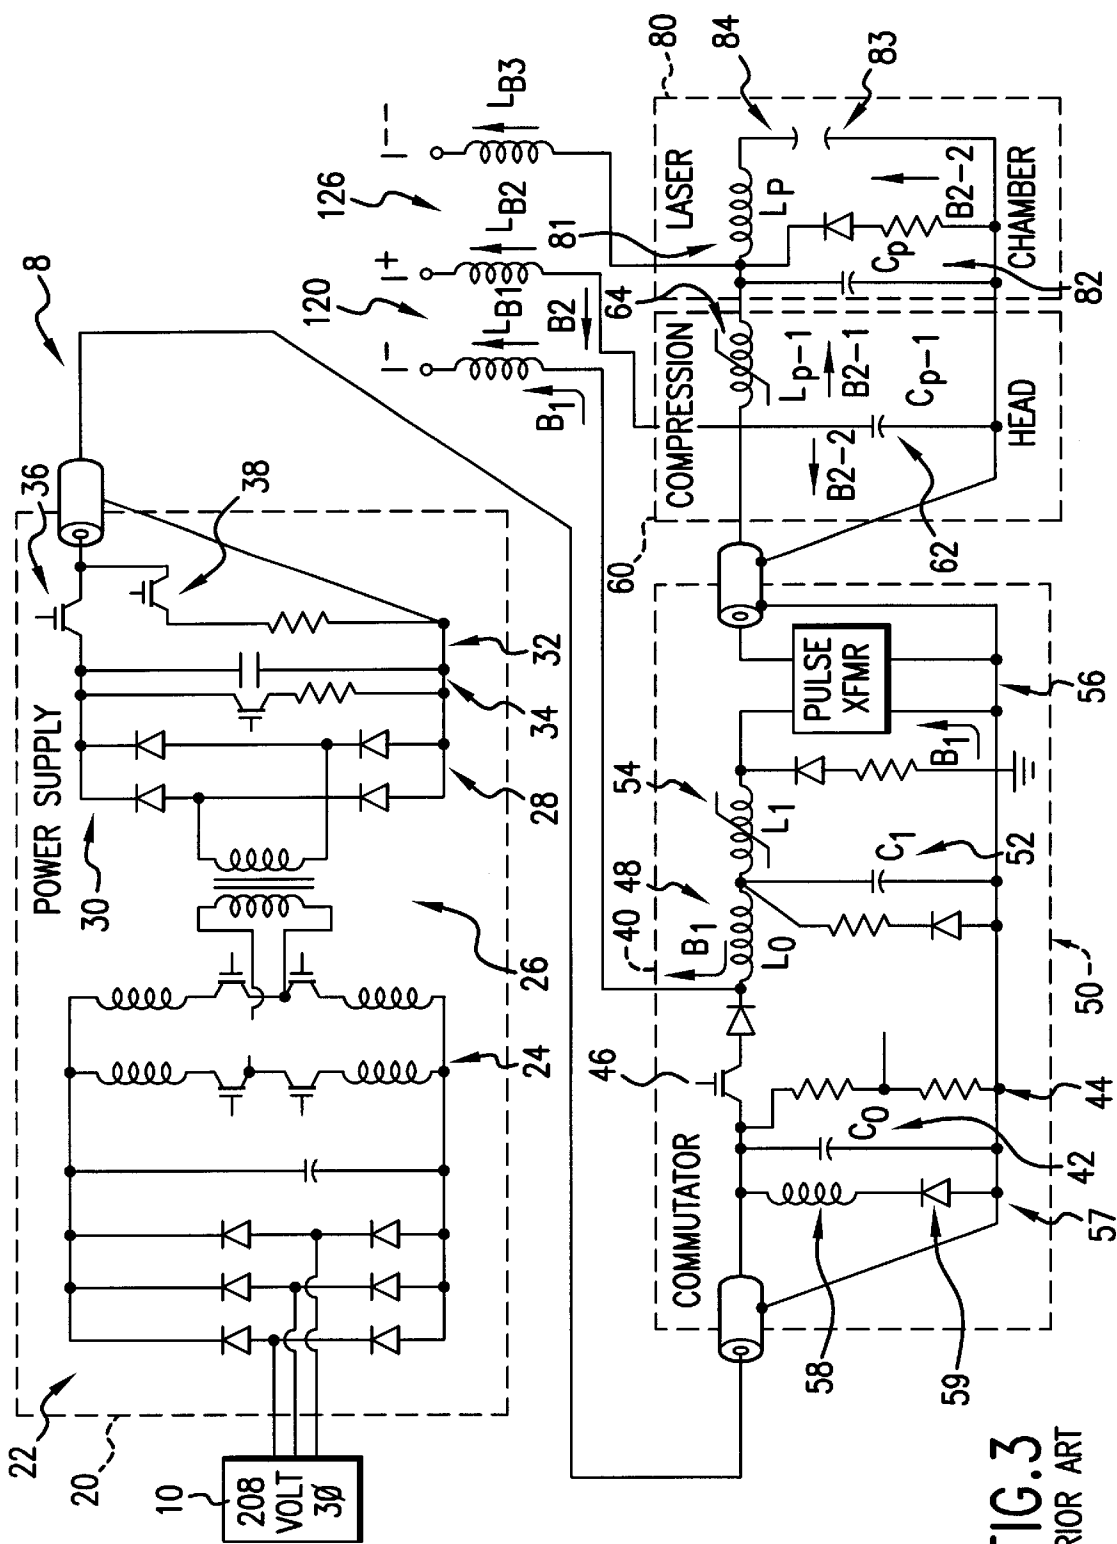 8
22
20
10
208
VOLT
3ø
POWER SUPPLY
30
36
38
32
34
28
26
24
120
126
I-
I+
I--
LB1
LB2
LB3
B1
B2
COMMUTATOR
46
40
48
B1
L0
54
L1
C0
C1
B1
PULSE
XFMR
58
59
57
42
44
50
52
56
60
COMPRESSION
HEAD
64
Lp-1
B2-1
B2-2
Cp-1
62
80
LASER
CHAMBER
81
84
83
LP
B2-2
Cp
82
FIG.3
RIOR ART